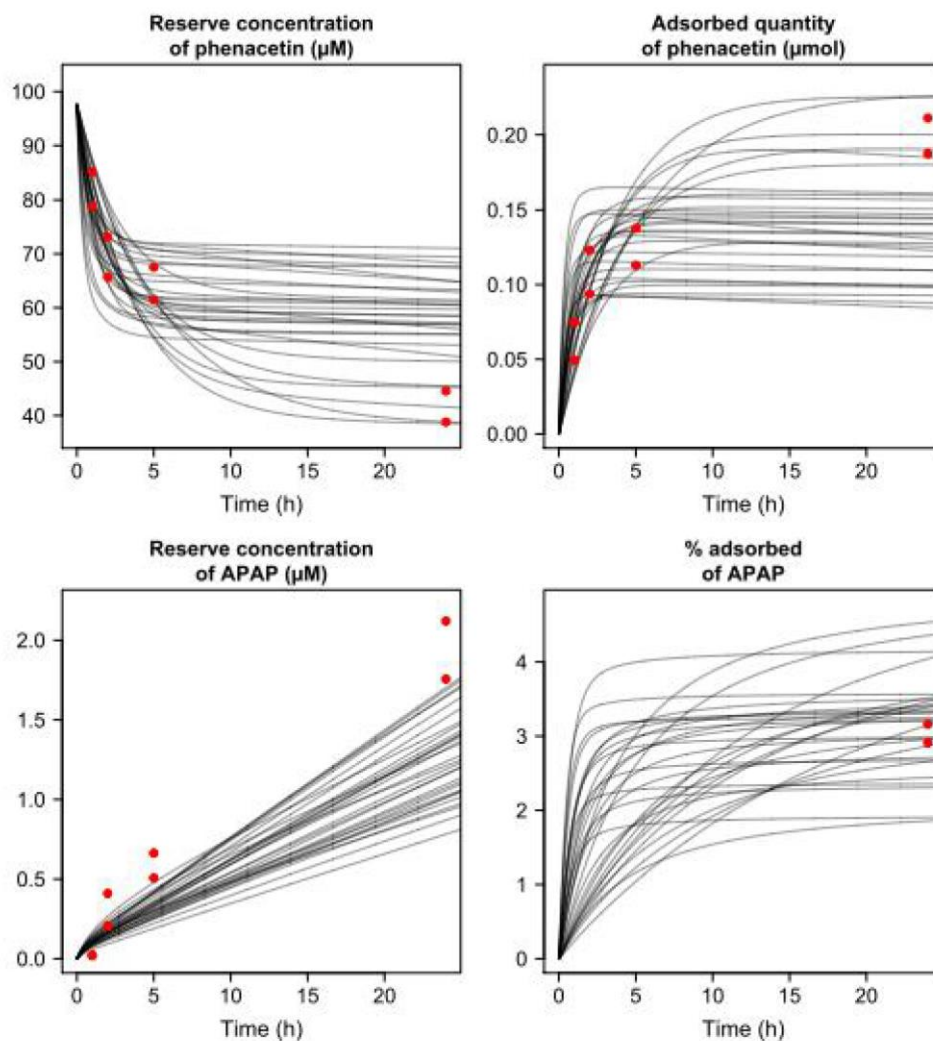 Reserve concentration
of phenacetin (µM)
100
90
80
70
60
50
40
0 5 10 15 20
Time (h)
Adsorbed quantity
of phenacetin (µmol)
0.20
0.15
0.10
0.05
0.00
0 5 10 15 20
Time (h)
Reserve concentration
of APAP (µM)
2.0
1.5
1.0
0.5
0.0
0 5 10 15 20
Time (h)
% adsorbed
of APAP
4
3
2
1
0
0 5 10 15 20
Time (h)